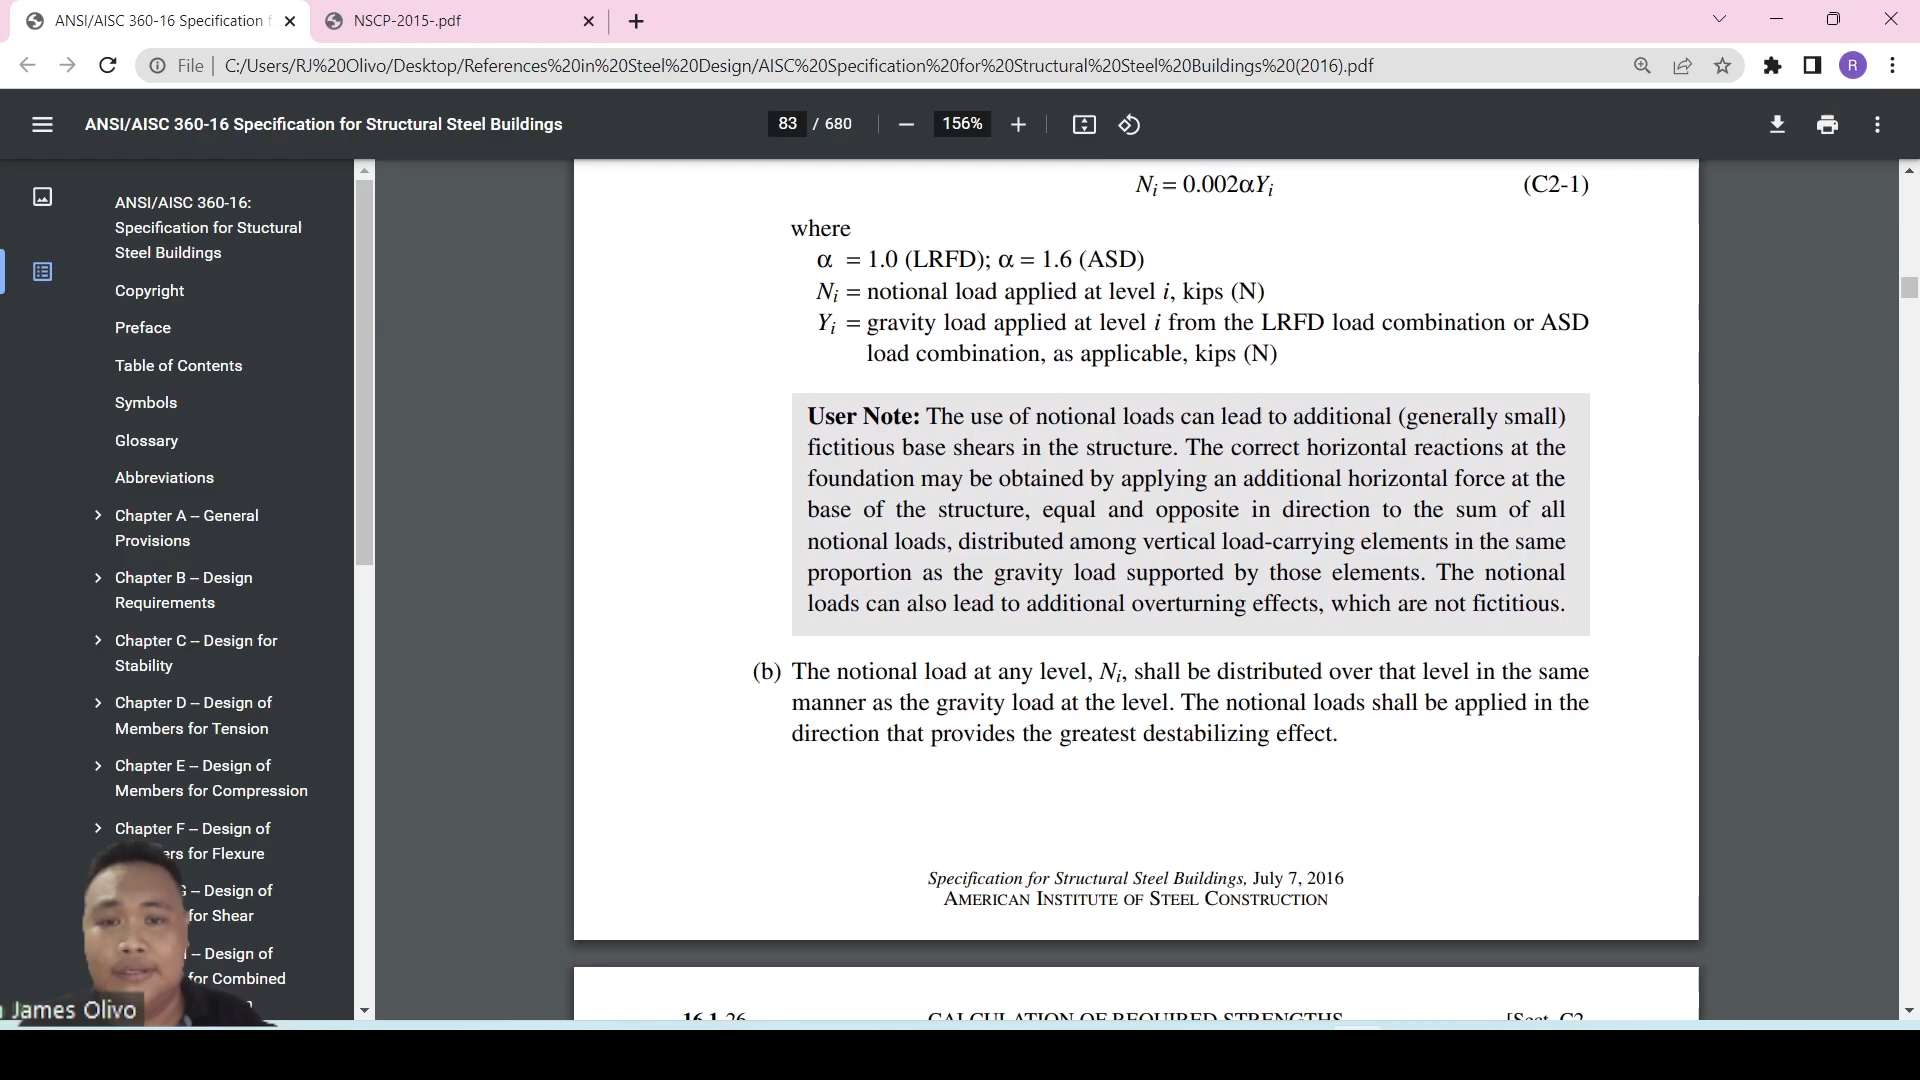 ANSI/AISC 360-16 Specification f
NSCP-2015-.pdf
File
C:/Users/RJ%20Olivo/Desktop/References%20in%20Steel%20Design/AISC%20Specification%20for%20Structural%20Steel%20Buildings%20(2016).pdf
R
ANSI/AISC 360-16 Specification for Structural Steel Buildings
83 / 680
156%
ANSI/AISC 360-16:
Specification for Stuctural
Steel Buildings
Copyright
Preface
Table of Contents
Symbols
Glossary
Abbreviations
Chapter A – General
Provisions
Chapter B – Design
Requirements
Chapter C – Design for
Stability
Chapter D – Design of
Members for Tension
Chapter E – Design of
Members for Compression
Chapter F – Design of
ers for Flexure
– Design of
for Shear
– Design of
for Combined
James Olivo
Nᵢ = 0.002αYᵢ (C2-1)
where
α = 1.0 (LRFD); α = 1.6 (ASD)
Nᵢ = notional load applied at level i, kips (N)
Yᵢ = gravity load applied at level i from the LRFD load combination or ASD
load combination, as applicable, kips (N)
User Note: The use of notional loads can lead to additional (generally small)
fictitious base shears in the structure. The correct horizontal reactions at the
foundation may be obtained by applying an additional horizontal force at the
base of the structure, equal and opposite in direction to the sum of all
notional loads, distributed among vertical load-carrying elements in the same
proportion as the gravity load supported by those elements. The notional
loads can also lead to additional overturning effects, which are not fictitious.
(b) The notional load at any level, Nᵢ, shall be distributed over that level in the same
manner as the gravity load at the level. The notional loads shall be applied in the
direction that provides the greatest destabilizing effect.
Specification for Structural Steel Buildings, July 7, 2016
AMERICAN INSTITUTE OF STEEL CONSTRUCTION
16.1-26 CALCULATION OF REQUIRED STRENGTHS [Sect. C2.